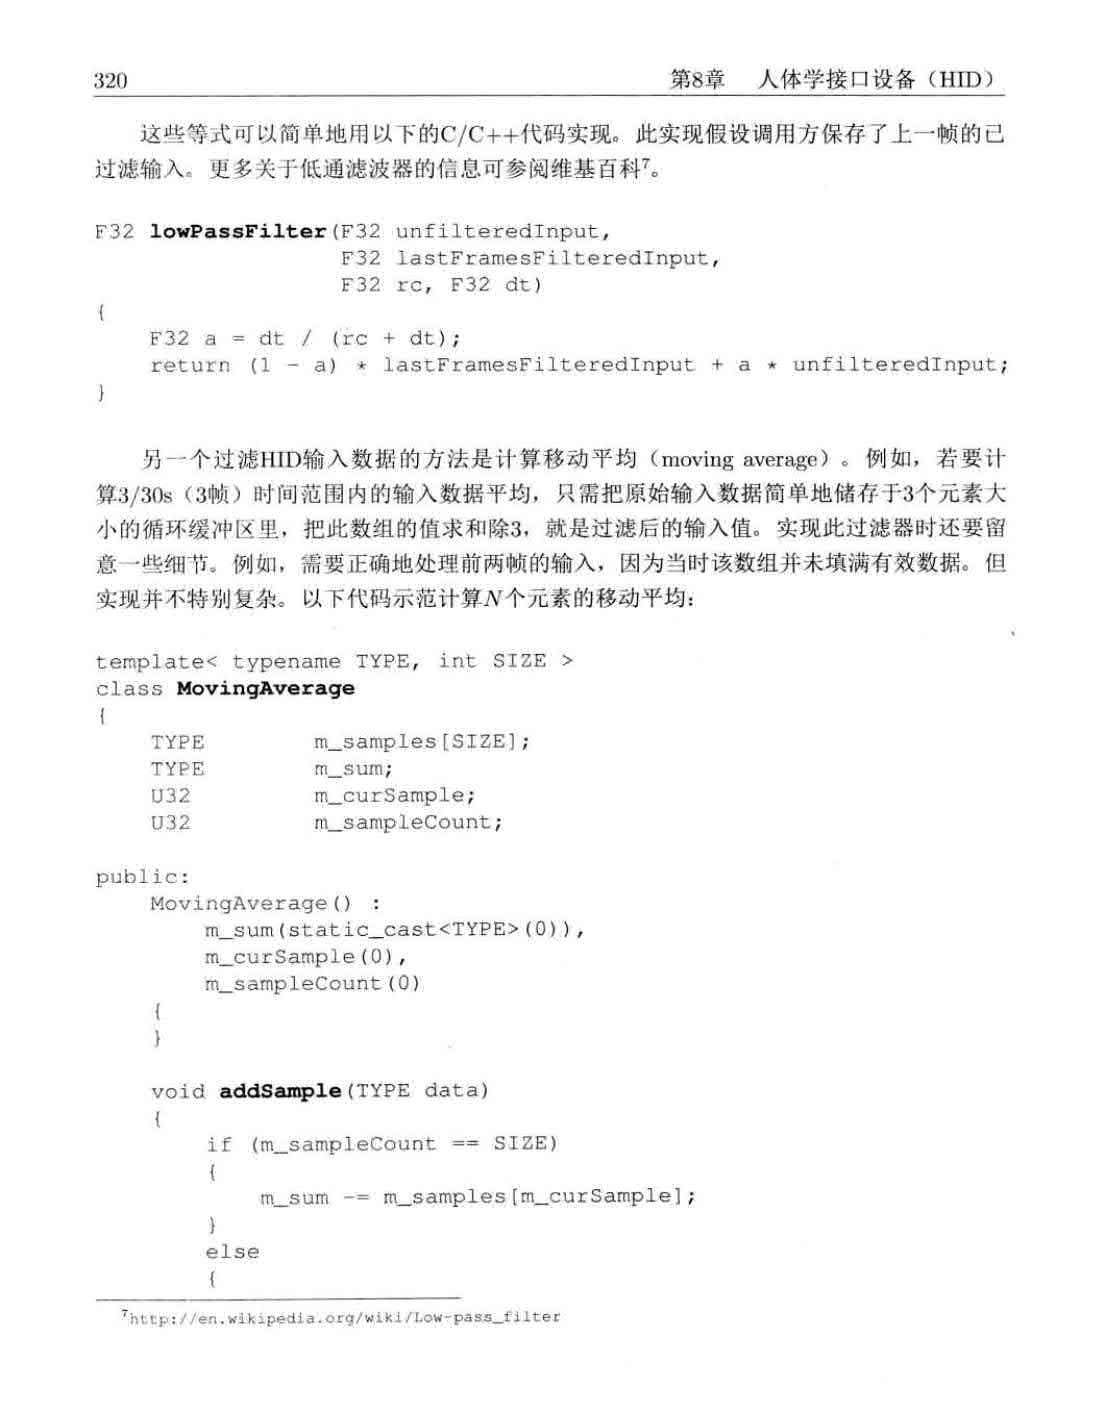 320 第8章 人体学接口设备（HID）
这些等式可以简单地用以下的C/C++代码实现。此实现假设调用方保存了上一帧的已
过滤输入。更多关于低通滤波器的信息可参阅维基百科7。
F32 lowPassFilter(F32 unfilteredInput,
F32 lastFramesFilteredInput,
F32 rc, F32 dt)
{
F32 a = dt / (rc + dt);
return (1 - a) * lastFramesFilteredInput + a * unfilteredInput;
}
另一个过滤HID输入数据的方法是计算移动平均（moving average）。例如，若要计
算3/30s（3帧）时间范围内的输入数据平均，只需把原始输入数据简单地储存于3个元素大
小的循环缓冲区里，把此数组的值求和除3，就是过滤后的输入值。实现此过滤器时还要留
意一些细节。例如，需要正确地处理前两帧的输入，因为当时该数组并未填满有效数据。但
实现并不特别复杂。以下代码示范计算N个元素的移动平均：
template< typename TYPE, int SIZE >
class MovingAverage
{
TYPE m_samples[SIZE];
TYPE m_sum;
U32 m_curSample;
U32 m_sampleCount;
public:
MovingAverage() :
m_sum(static_cast<TYPE>(0)),
m_curSample(0),
m_sampleCount(0)
{
}
void addSample(TYPE data)
{
if (m_sampleCount == SIZE)
{
m_sum -= m_samples[m_curSample];
}
else
{
7http://en.wikipedia.org/wiki/Low-pass_filter